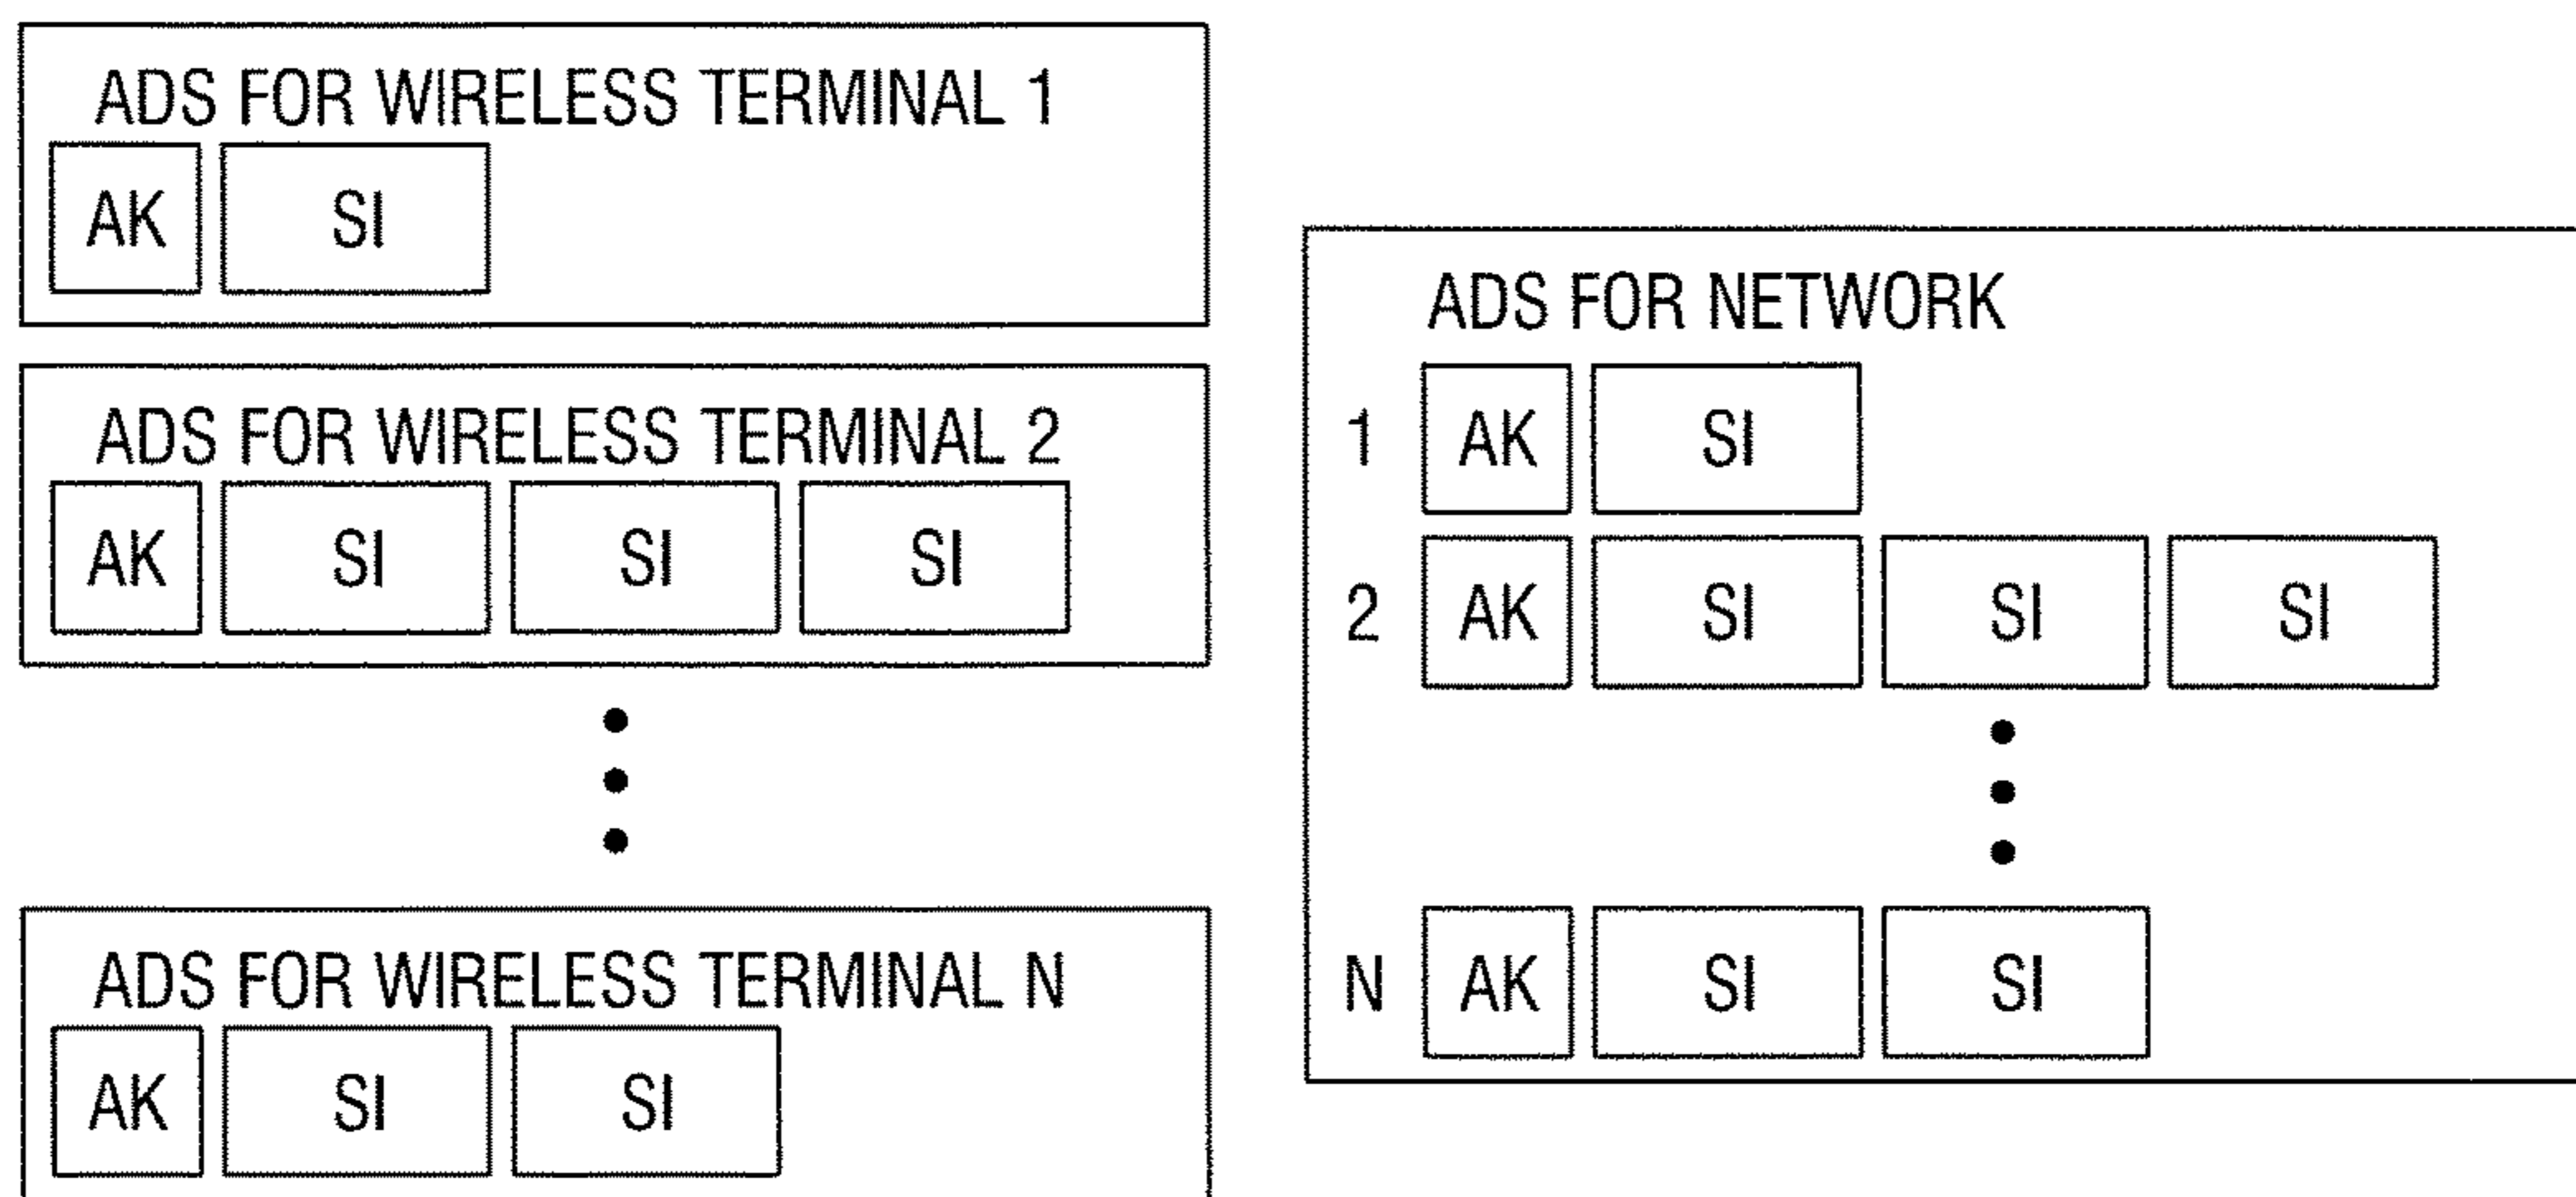 ADS FOR WIRELESS TERMINAL 1
AK SI
ADS FOR WIRELESS TERMINAL 2
AK SI SI SI
ADS FOR WIRELESS TERMINAL N
AK SI SI
ADS FOR NETWORK
1 AK SI
2 AK SI SI SI
N AK SI SI